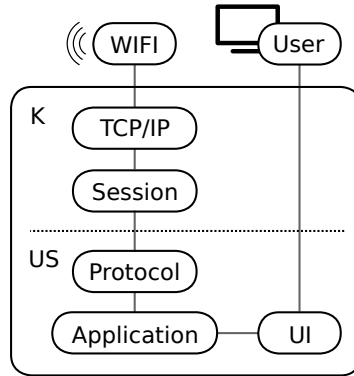 WIFI
User
K
TCP/IP
Session
US
Protocol
Application
UI